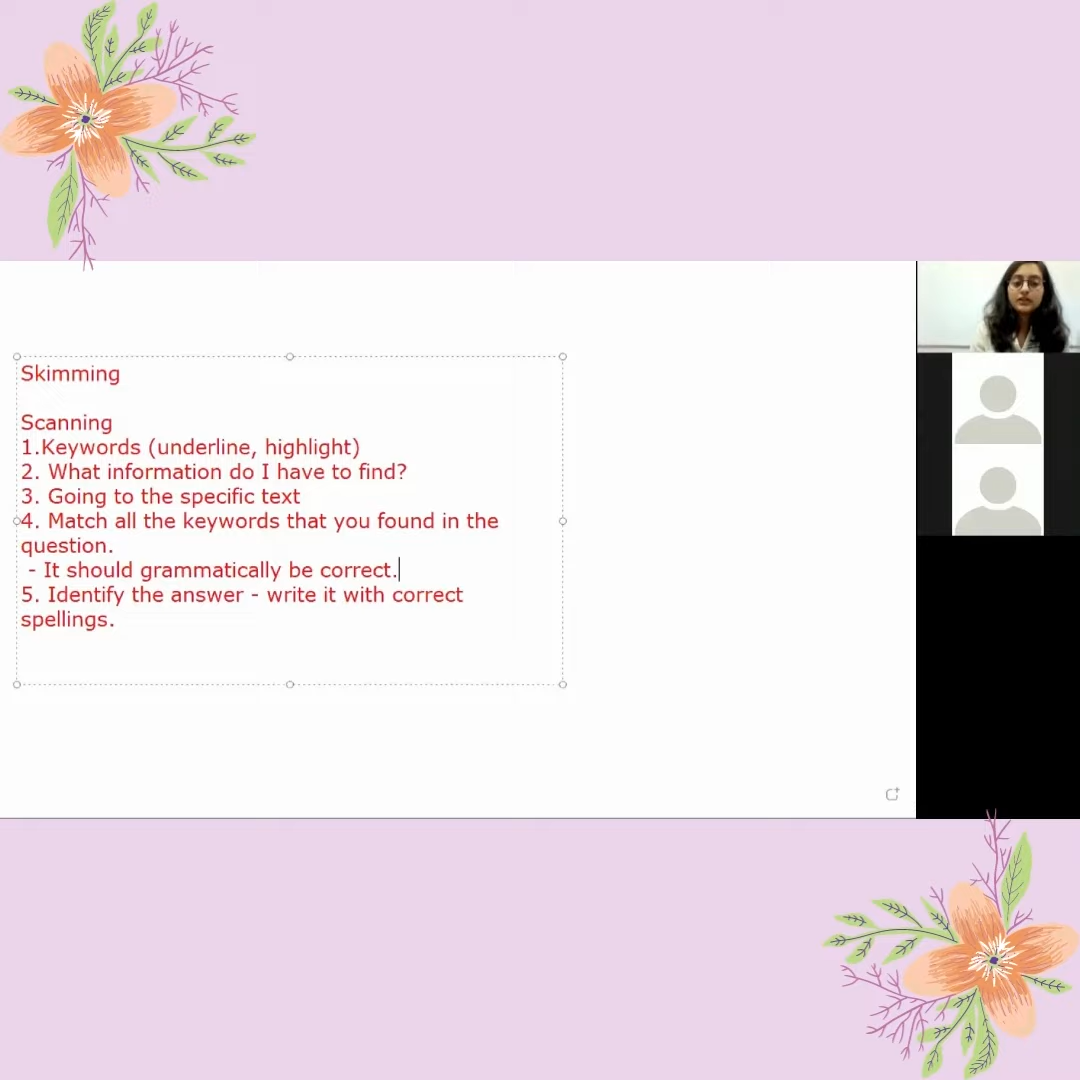 Skimming
Scanning
1.Keywords (underline, highlight)
2. What information do I have to find?
3. Going to the specific text
4. Match all the keywords that you found in the
question.
- It should grammatically be correct.
5. Identify the answer - write it with correct
spellings.